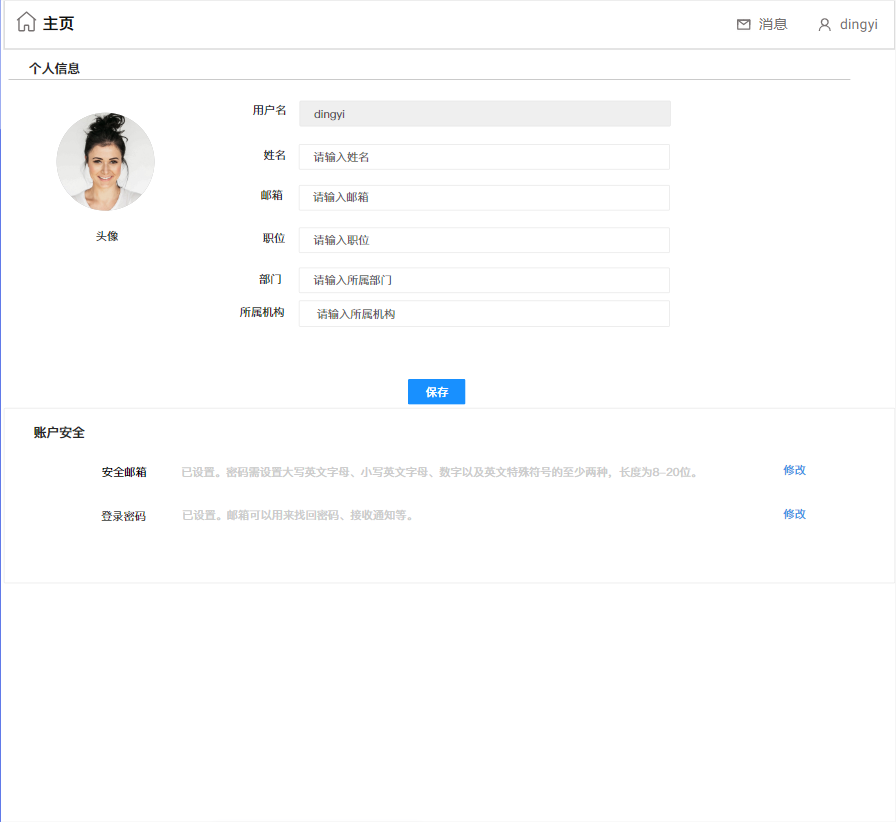 主页
消息
dingyi
个人信息
头像
用户名 dingyi
姓名 请输入姓名
邮箱 请输入邮箱
职位 请输入职位
部门 请输入所属部门
所属机构 请输入所属机构
保存
账户安全
安全邮箱 已设置。密码需设置大写英文字母、小写英文字母、数字以及英文特殊符号的至少两种，长度为8-20位。 修改
登录密码 已设置。邮箱可以用来找回密码、接收通知等。 修改